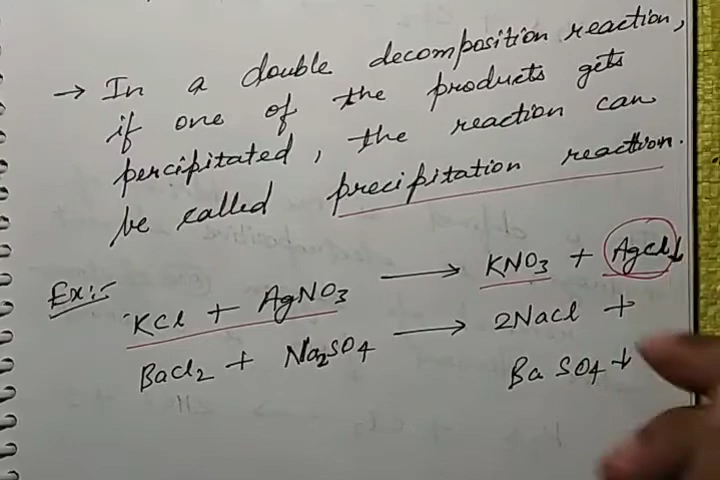 → In a double decomposition reaction,
if one of the products gets
percipitated, the reaction can
be called precipitation reaction.
Ex:-
KCl + AgNO₃ → KNO₃ + AgCl↓
BaCl₂ + Na₂SO₄ → 2NaCl +
BaSO₄↓